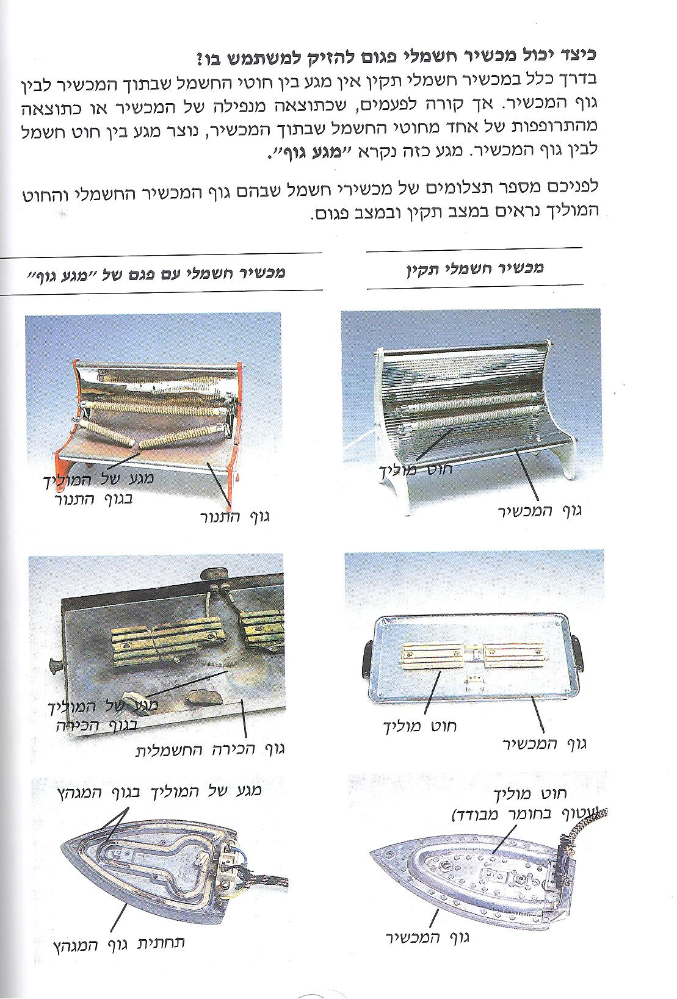 כיצד יכול מכשיר חשמלי פגום להזיק למשתמש בו?
בדרך כלל במכשיר חשמלי תקין אין מגע בין חוטי החשמל שבתוך המכשיר לבין
גוף המכשיר. אך קורה לפעמים, שכתוצאה מנפילה של המכשיר או כתוצאה
מהתרופפות של אחד מחוטי החשמל שבתוך המכשיר, נוצר מגע בין חוט חשמל
לבין גוף המכשיר. מגע כזה נקרא "מגע גוף".
לפניכם מספר תצלומים של מכשירי חשמל שבהם גוף המכשיר החשמלי והחוט
המוליך נראים במצב תקין ובמצב פגום.
מכשיר חשמלי תקין
מכשיר חשמלי עם פגם של "מגע גוף"
חוט מוליך
גוף המכשיר
מגע של המוליך
בגוף התנור
גוף התנור
חוט מוליך
גוף המכשיר
מגע של המוליך
בגוף הכירה
גוף הכירה החשמלית
חוט מוליך
(עטוף בחומר מבודד)
גוף המכשיר
מגע של המוליך בגוף המגהץ
תחתית גוף המגהץ